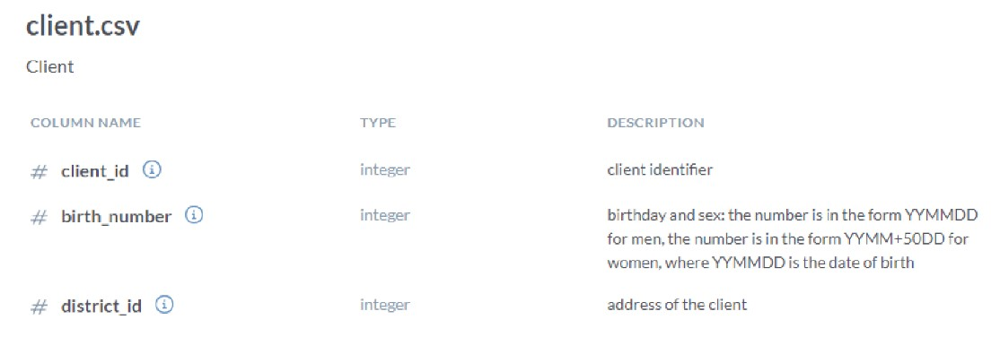 client.csv
Client
COLUMN NAME TYPE DESCRIPTION
# client_id integer client identifier
# birth_number integer birthday and sex: the number is in the form YYMMDD
for men, the number is in the form YYMM+50DD for
women, where YYMMDD is the date of birth
# district_id integer address of the client